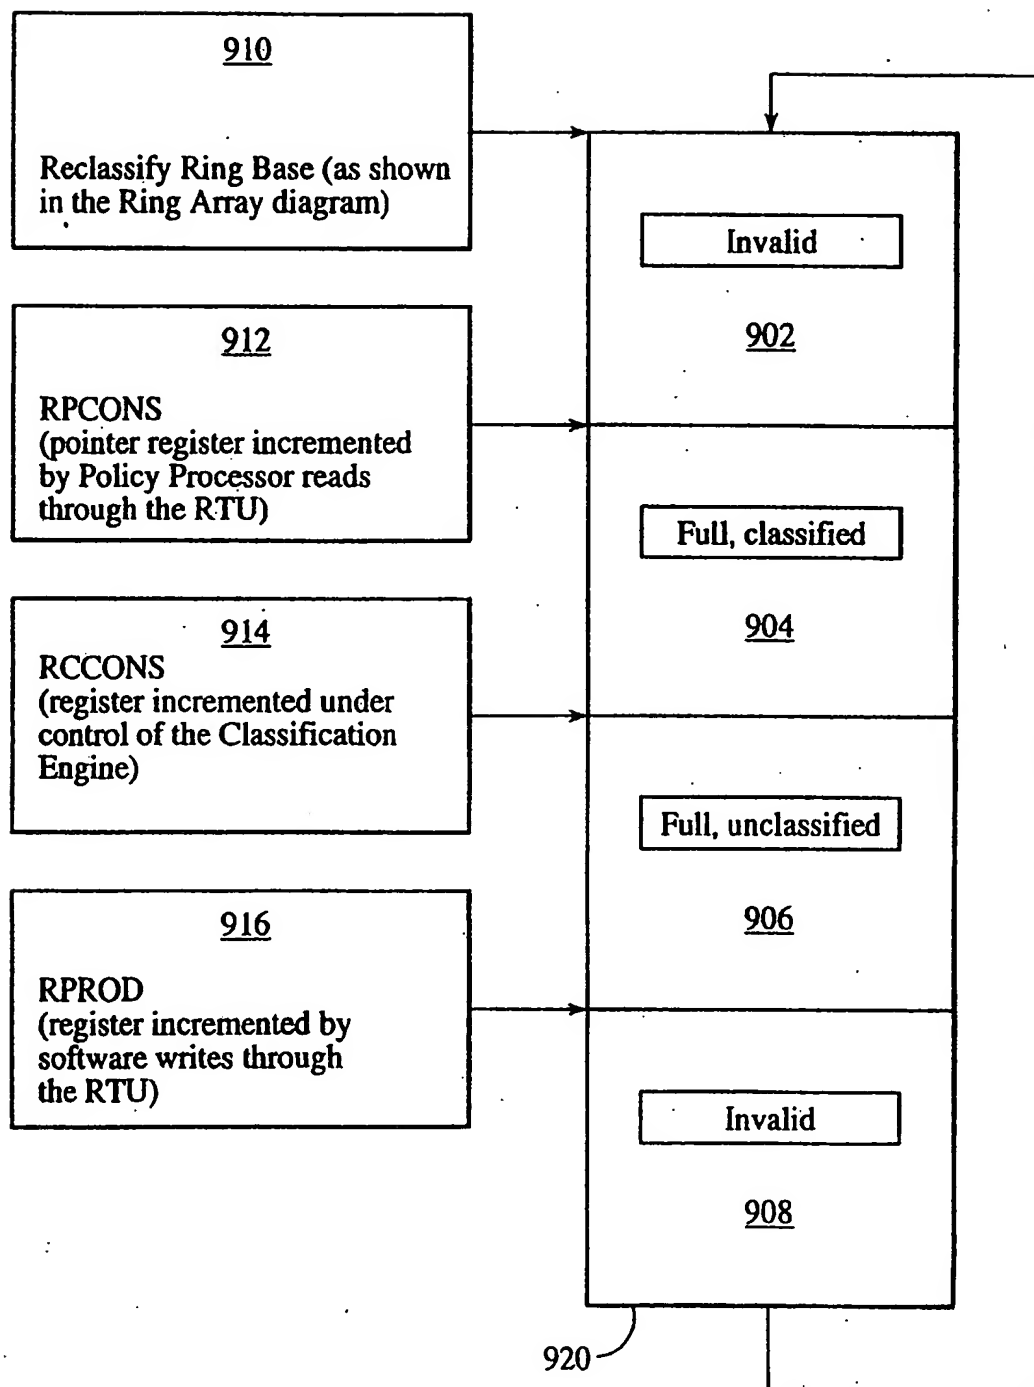 910
Reclassify Ring Base (as shown
in the Ring Array diagram)
Invalid
902
912
RPCONS
(pointer register incremented
by Policy Processor reads
through the RTU)
Full, classified
904
914
RCCONS
(register incremented under
control of the Classification
Engine)
Full, unclassified
906
916
RPROD
(register incremented by
software writes through
the RTU)
Invalid
908
920